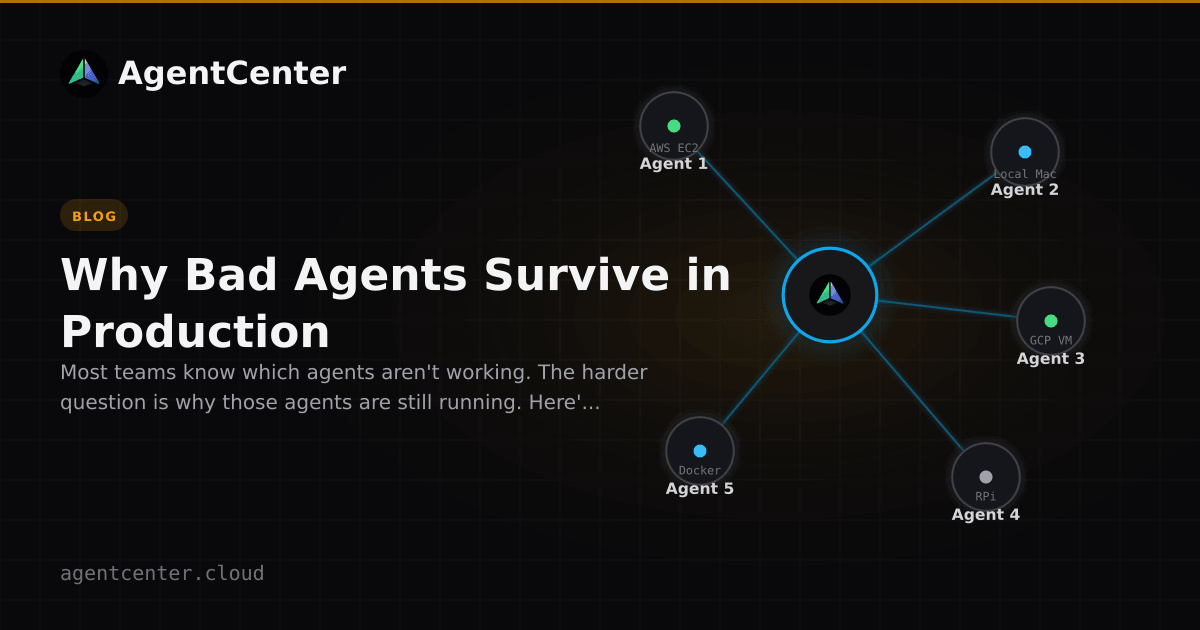 AgentCenter
BLOG
Why Bad Agents Survive in
Production
Most teams know which agents aren't working. The harder
question is why those agents are still running. Here'...
agentcenter.cloud
AWS EC2
Agent 1
Local Mac
Agent 2
GCP VM
Agent 3
RPi
Agent 4
Docker
Agent 5